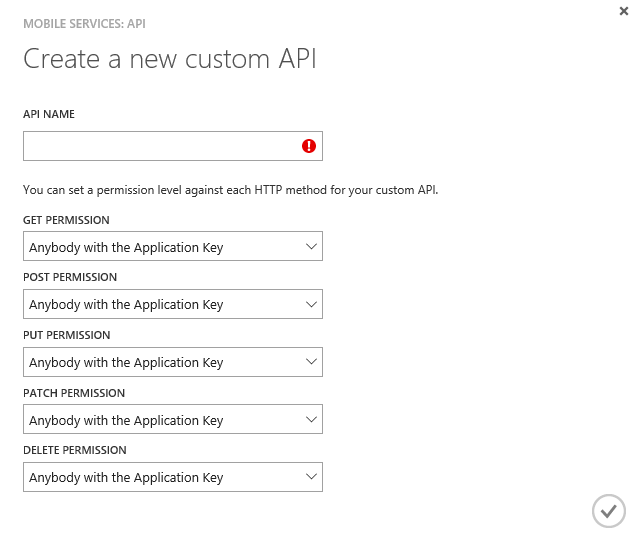 MOBILE SERVICES: API
Create a new custom API
API NAME
You can set a permission level against each HTTP method for your custom API.
GET PERMISSION
Anybody with the Application Key
POST PERMISSION
Anybody with the Application Key
PUT PERMISSION
Anybody with the Application Key
PATCH PERMISSION
Anybody with the Application Key
DELETE PERMISSION
Anybody with the Application Key